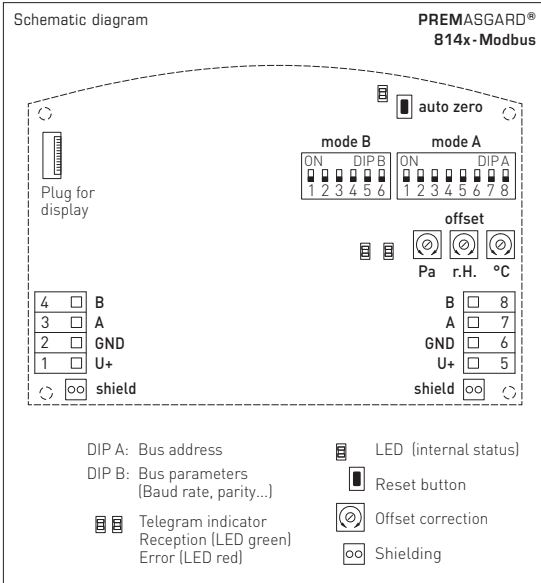 Schematic diagram
PREMASGARD®
814x-Modbus
auto zero
mode B
mode A
ON DIP B
ON DIP A
1 2 3 4 5 6
1 2 3 4 5 6 7 8
Plug for
display
offset
Pa r.H. °C
4 B
3 A
2 GND
1 U+
shield
B 8
A 7
GND 6
U+ 5
shield
DIP A: Bus address
DIP B: Bus parameters
(Baud rate, parity...)
Telegram indicator
Reception (LED green)
Error (LED red)
LED (internal status)
Reset button
Offset correction
Shielding